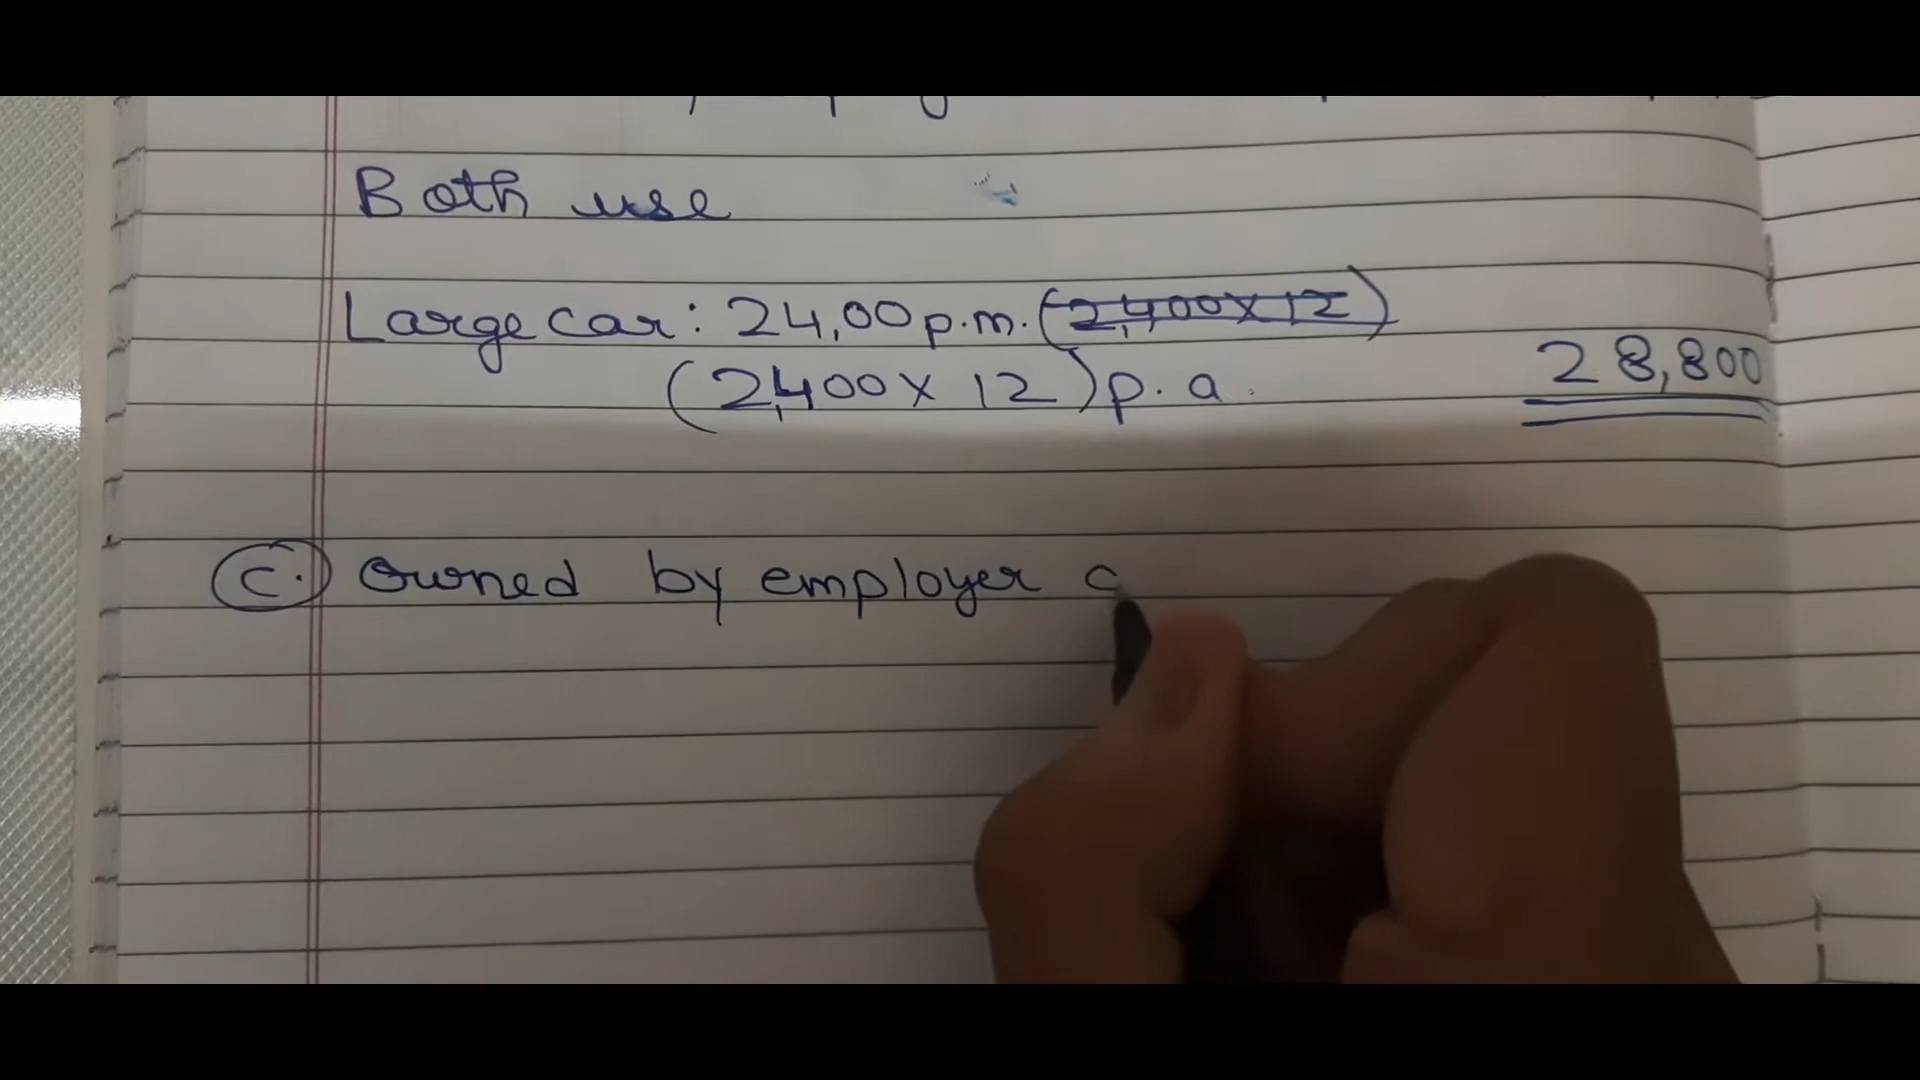 Both use
Large car: 24,00 p.m. (2,400 x 12)
(2,400 x 12) p.a.
28,800
C. Owned by employer